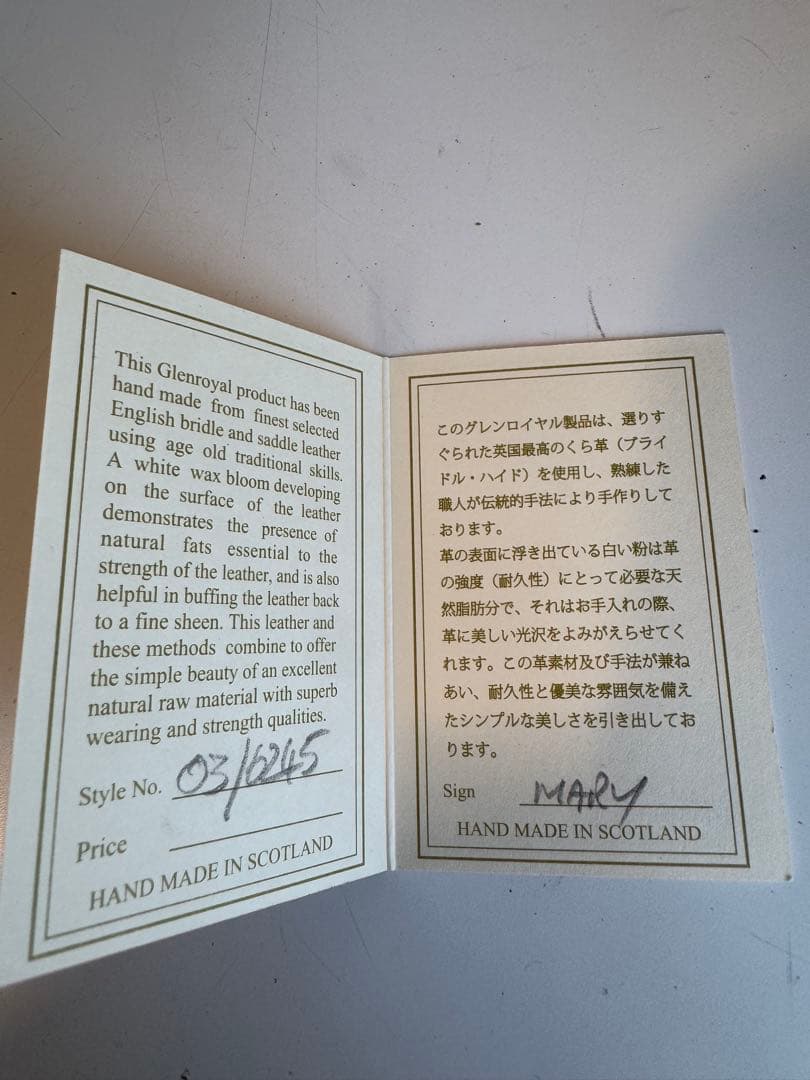 This Glenroyal product has been
hand made from finest selected
English bridle and saddle leather
using age old traditional skills.
A white wax bloom developing
on the surface of the leather
demonstrates the presence of
natural fats essential to the
strength of the leather, and is also
helpful in buffing the leather back
to a fine sheen. This leather and
these methods combine to offer
the simple beauty of an excellent
natural raw material with superb
wearing and strength qualities.
Style No. 03/6245
Price
HAND MADE IN SCOTLAND
このグレンロイヤル製品は、選りす
ぐられた英国最高のくら革（ブライ
ドル・ハイド）を使用し、熟練した
職人が伝統的手法により手作りして
おります。
革の表面に浮き出ている白い粉は革
の強度（耐久性）にとって必要な天
然脂肪分で、それはお手入れの際、
革に美しい光沢をよみがえらせてく
れます。この革素材及び手法が兼ね
あい、耐久性と優美な雰囲気を備え
たシンプルな美しさを引き出してお
ります。
Sign MARY
HAND MADE IN SCOTLAND